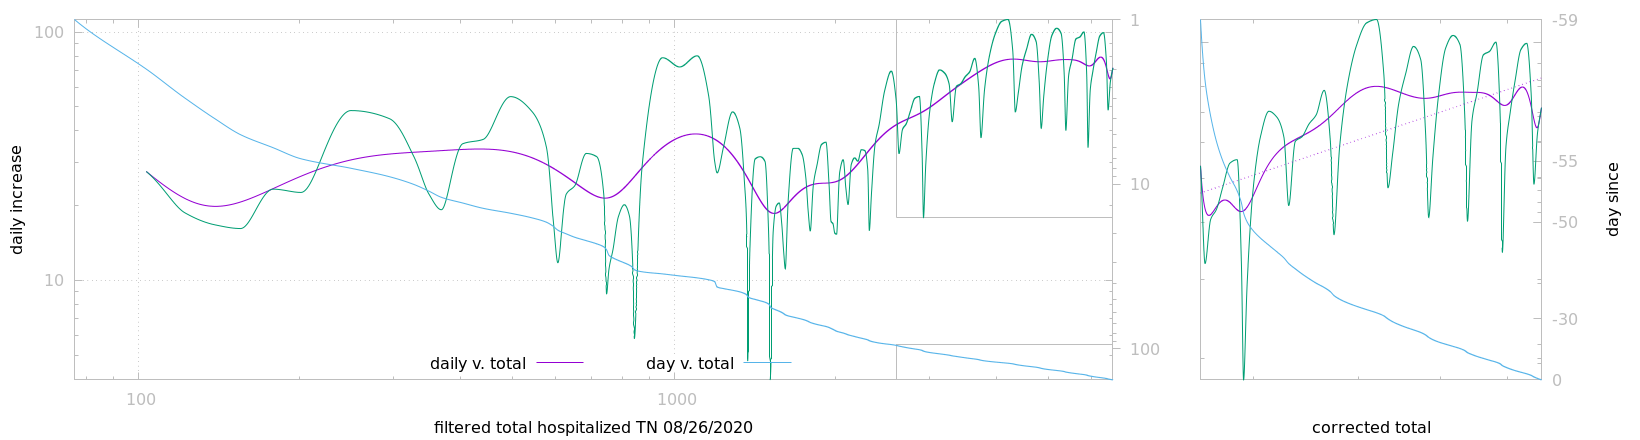 100
10
daily increase
daily v. total
day v. total
100
1000
filtered total hospitalized TN 08/26/2020
1
10
100
-59
-55
-50
-30
0
day since
corrected total